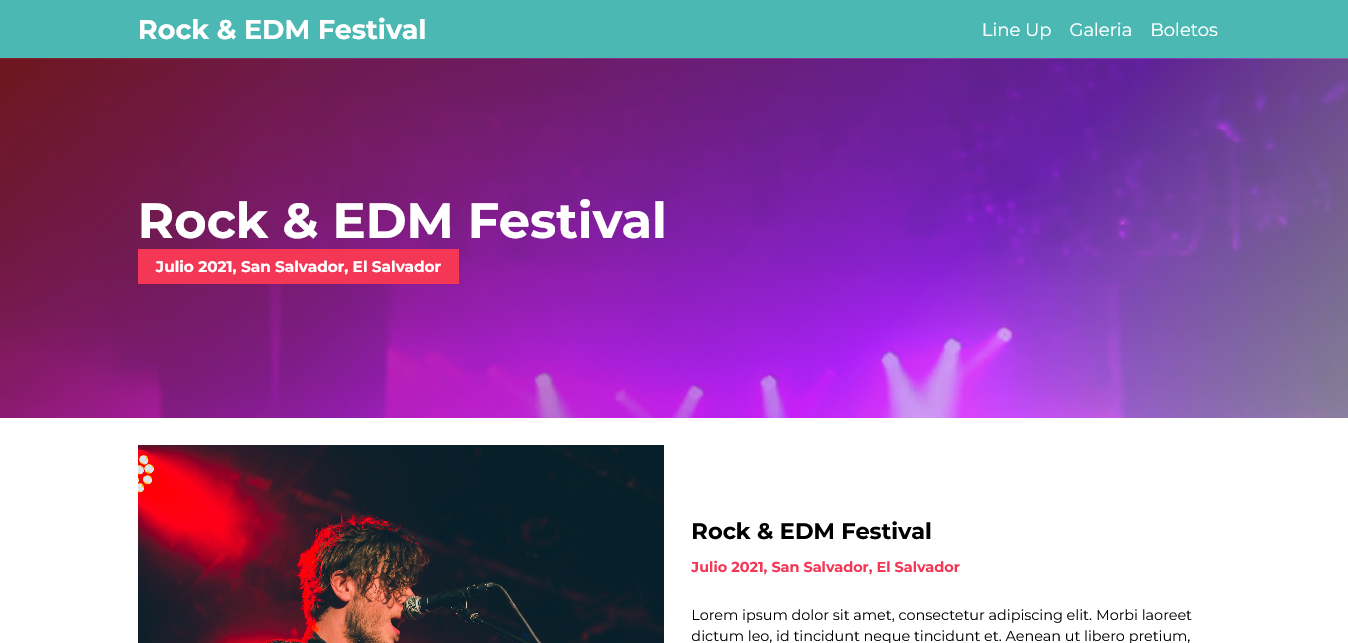 Rock & EDM Festival
Line Up Galeria Boletos
Rock & EDM Festival
Julio 2021, San Salvador, El Salvador
Rock & EDM Festival
Julio 2021, San Salvador, El Salvador
Lorem ipsum dolor sit amet, consectetur adipiscing elit. Morbi laoreet
dictum leo, id tincidunt neque tincidunt et. Aenean ut libero pretium,